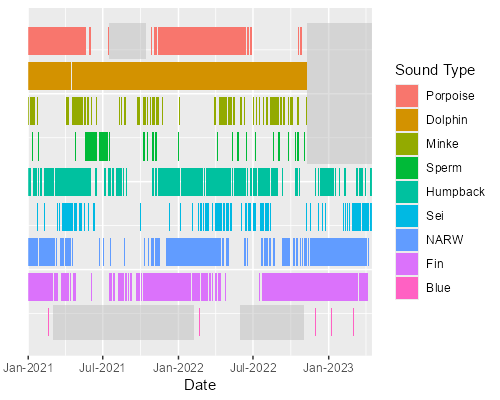 Sound Type
Porpoise
Dolphin
Minke
Sperm
Humpback
Sei
NARW
Fin
Blue
Jan-2021 Jul-2021 Jan-2022 Jul-2022 Jan-2023
Date